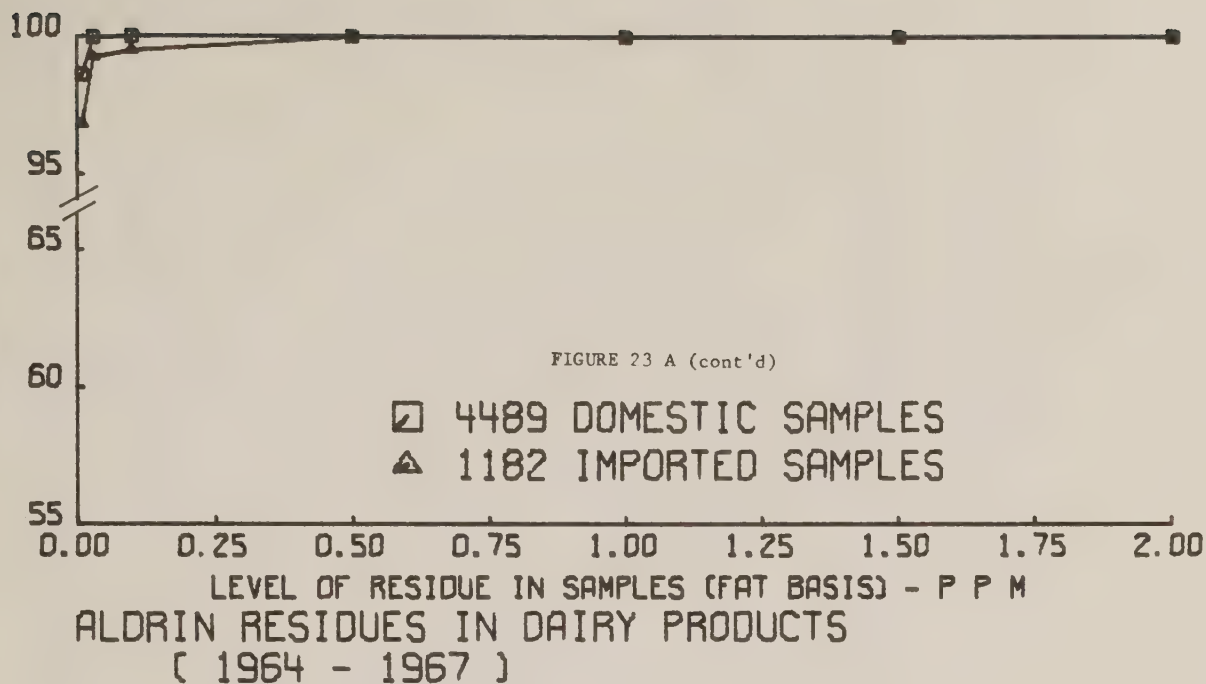 100
95
65
60
55
FIGURE 23 A (cont'd)
4489 DOMESTIC SAMPLES
1182 IMPORTED SAMPLES
0.00 0.25 0.50 0.75 1.00 1.25 1.50 1.75 2.00
LEVEL OF RESIDUE IN SAMPLES (FAT BASIS) - P P M
ALDRIN RESIDUES IN DAIRY PRODUCTS
( 1964 - 1967 )